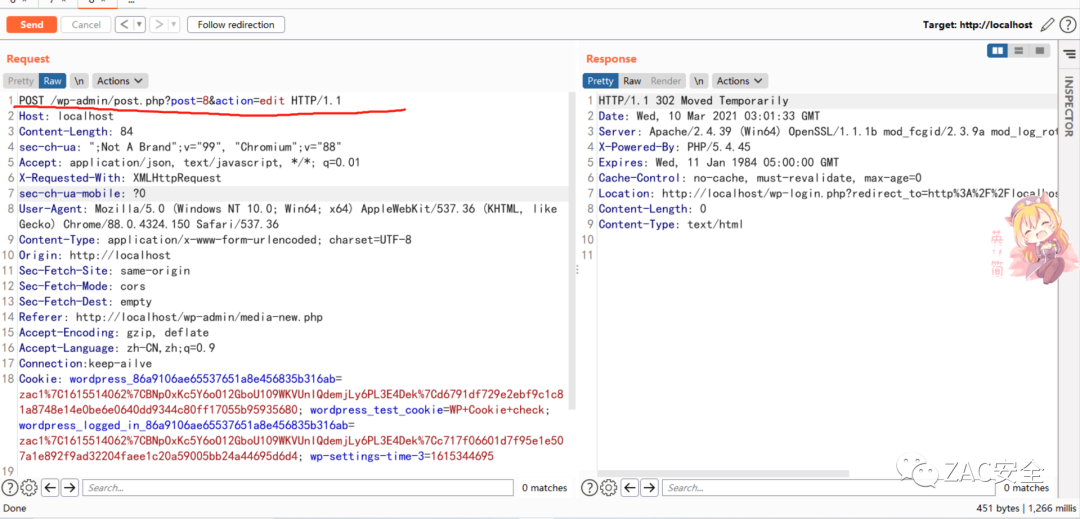 Send
Cancel
Follow redirection
Target: http://localhost
Request
Pretty Raw \n Actions
1 POST /wp-admin/post.php?post=8&action=edit HTTP/1.1
2 Host: localhost
3 Content-Length: 84
4 sec-ch-ua: ";Not A Brand";v="99", "Chromium";v="88"
5 Accept: application/json, text/javascript, */*; q=0.01
6 X-Requested-With: XMLHttpRequest
7 sec-ch-ua-mobile: ?0
8 User-Agent: Mozilla/5.0 (Windows NT 10.0; Win64; x64) AppleWebKit/537.36 (KHTML, like
Gecko) Chrome/88.0.4324.150 Safari/537.36
9 Content-Type: application/x-www-form-urlencoded; charset=UTF-8
10 Origin: http://localhost
11 Sec-Fetch-Site: same-origin
12 Sec-Fetch-Mode: cors
13 Sec-Fetch-Dest: empty
14 Referer: http://localhost/wp-admin/media-new.php
15 Accept-Encoding: gzip, deflate
16 Accept-Language: zh-CN,zh;q=0.9
17 Connection:keep-ailve
18 Cookie: wordpress_86a9106ae65537651a8e456835b316ab=
zac1%7C1615514062%7CBNpOxKc5Y6oO12GboU1O9WKVUnIQdemjLy6PL3E4Dek%7Cd6791df729e2ebf9c1c8
1a8748e14e0be6e0640dd9344c80ff17055b95935680; wordpress_test_cookie=WP+Cookie+check;
wordpress_logged_in_86a9106ae65537651a8e456835b316ab=
zac1%7C1615514062%7CBNpOxKc5Y6oO12GboU1O9WKVUnIQdemjLy6PL3E4Dek%7Cc717f06601d7f95e1e50
7a1e892f9ad32204faee1c20a59005bb24a44695d6d4; wp-settings-time-3=1615344695
19
Search...
0 matches
Response
Pretty Raw Render \n Actions
1 HTTP/1.1 302 Moved Temporarily
2 Date: Wed, 10 Mar 2021 03:01:33 GMT
3 Server: Apache/2.4.39 (Win64) OpenSSL/1.1.1b mod_fcgid/2.3.9a mod_log_rot
4 X-Powered-By: PHP/5.4.45
5 Expires: Wed, 11 Jan 1984 05:00:00 GMT
6 Cache-Control: no-cache, must-revalidate, max-age=0
7 Location: http://localhost/wp-login.php?redirect_to=http%3A%2F%2Flocalhos
8 Content-Length: 0
9 Content-Type: text/html
10
11
Search...
0 matches
INSPECTOR
英
简
ZAC安全
Done
451 bytes | 1,266 millis